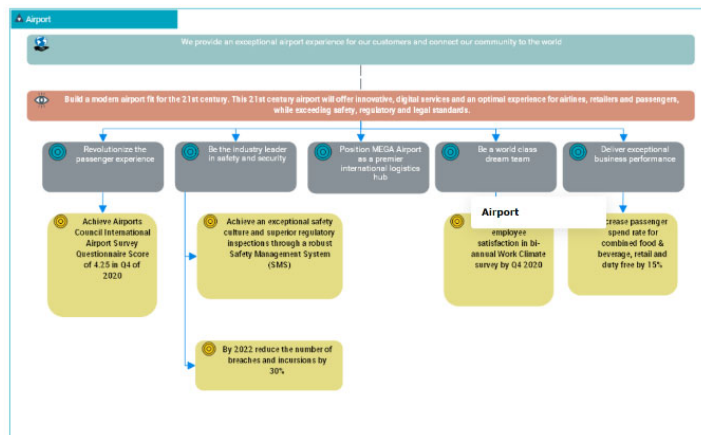 Airport
We provide an exceptional airport experience for our customers and connect our community to the world
Build a modern airport fit for the 21st century. This 21st century airport will offer innovative, digital services and an optimal experience for airlines, retailers and passengers,
while exceeding safety, regulatory and legal standards.
Revolutionize the
passenger experience
Be the industry leader
in safety and security
Position MEGA Airport
as a premier
international logistics
hub
Be a world class
dream team
Deliver exceptional
business performance
Achieve Airports
Council International
Airport Survey
Questionnaire Score
of 4.25 in Q4 of
2020
Achieve an exceptional safety
culture and superior regulatory
inspections through a robust
Safety Management System
(SMS)
Airport
employee
satisfaction in bi-
annual Work Climate
survey by Q4 2020
spend rate for
combined food &
beverage, retail and
duty free by 15%
By 2022 reduce the number of
breaches and incursions by
30%